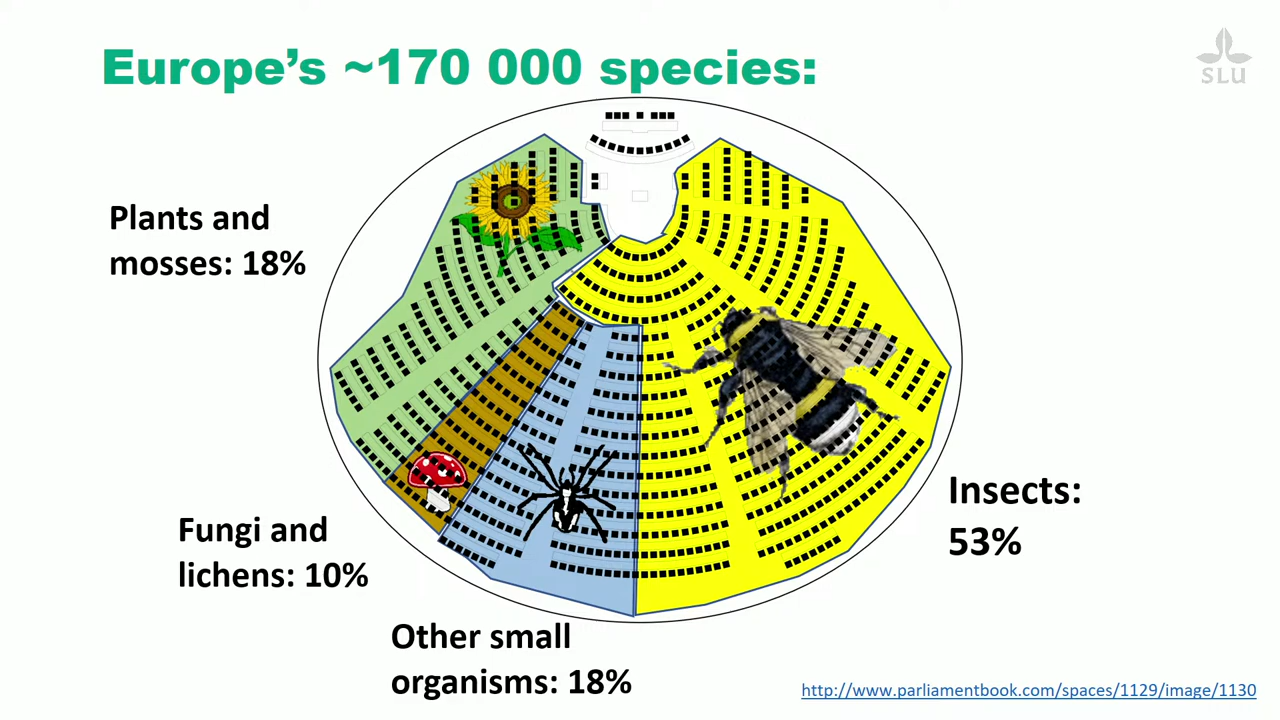 Europe's ~170 000 species:
SLU
Plants and
mosses: 18%
Fungi and
lichens: 10%
Other small
organisms: 18%
Insects:
53%
http://www.parliamentbook.com/spaces/1129/image/1130